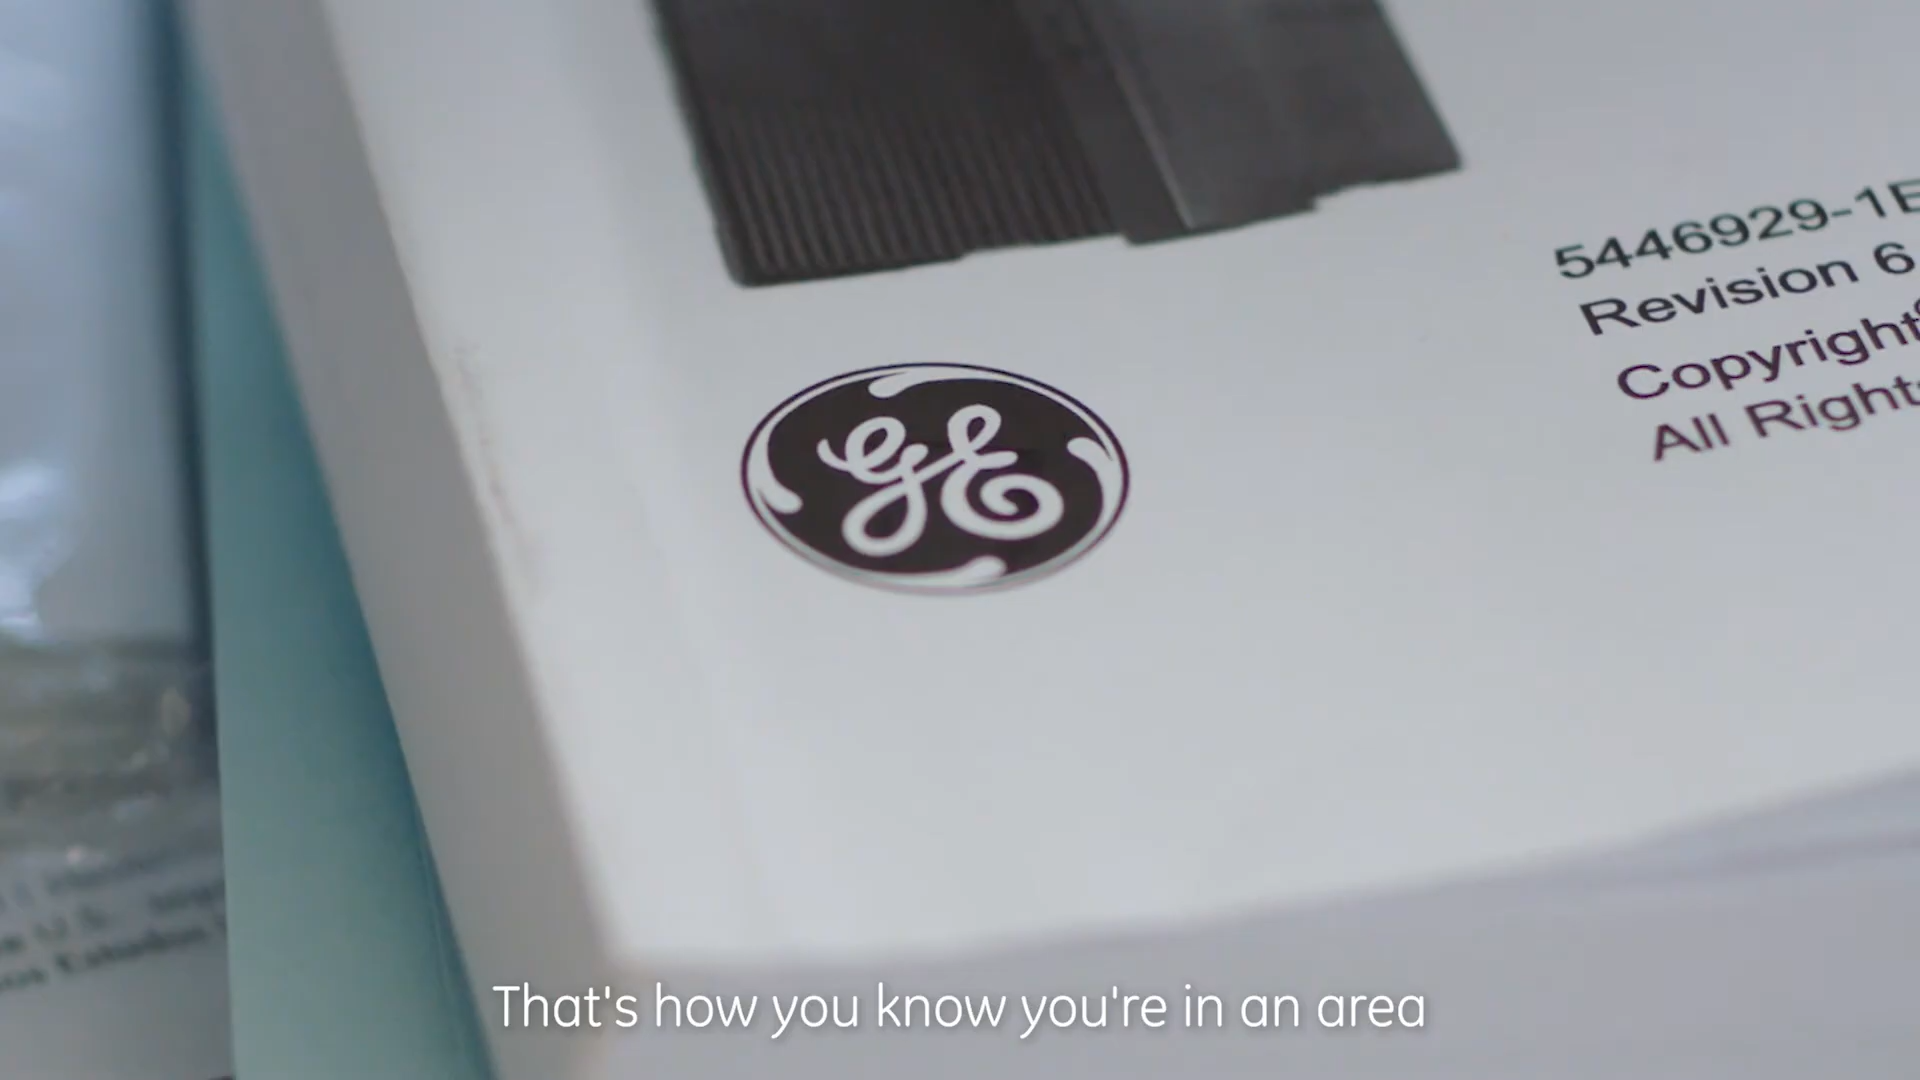 5446929-1E
Revision 6
Copyright
All Right
GE
U.S.
That's how you know you're in an area